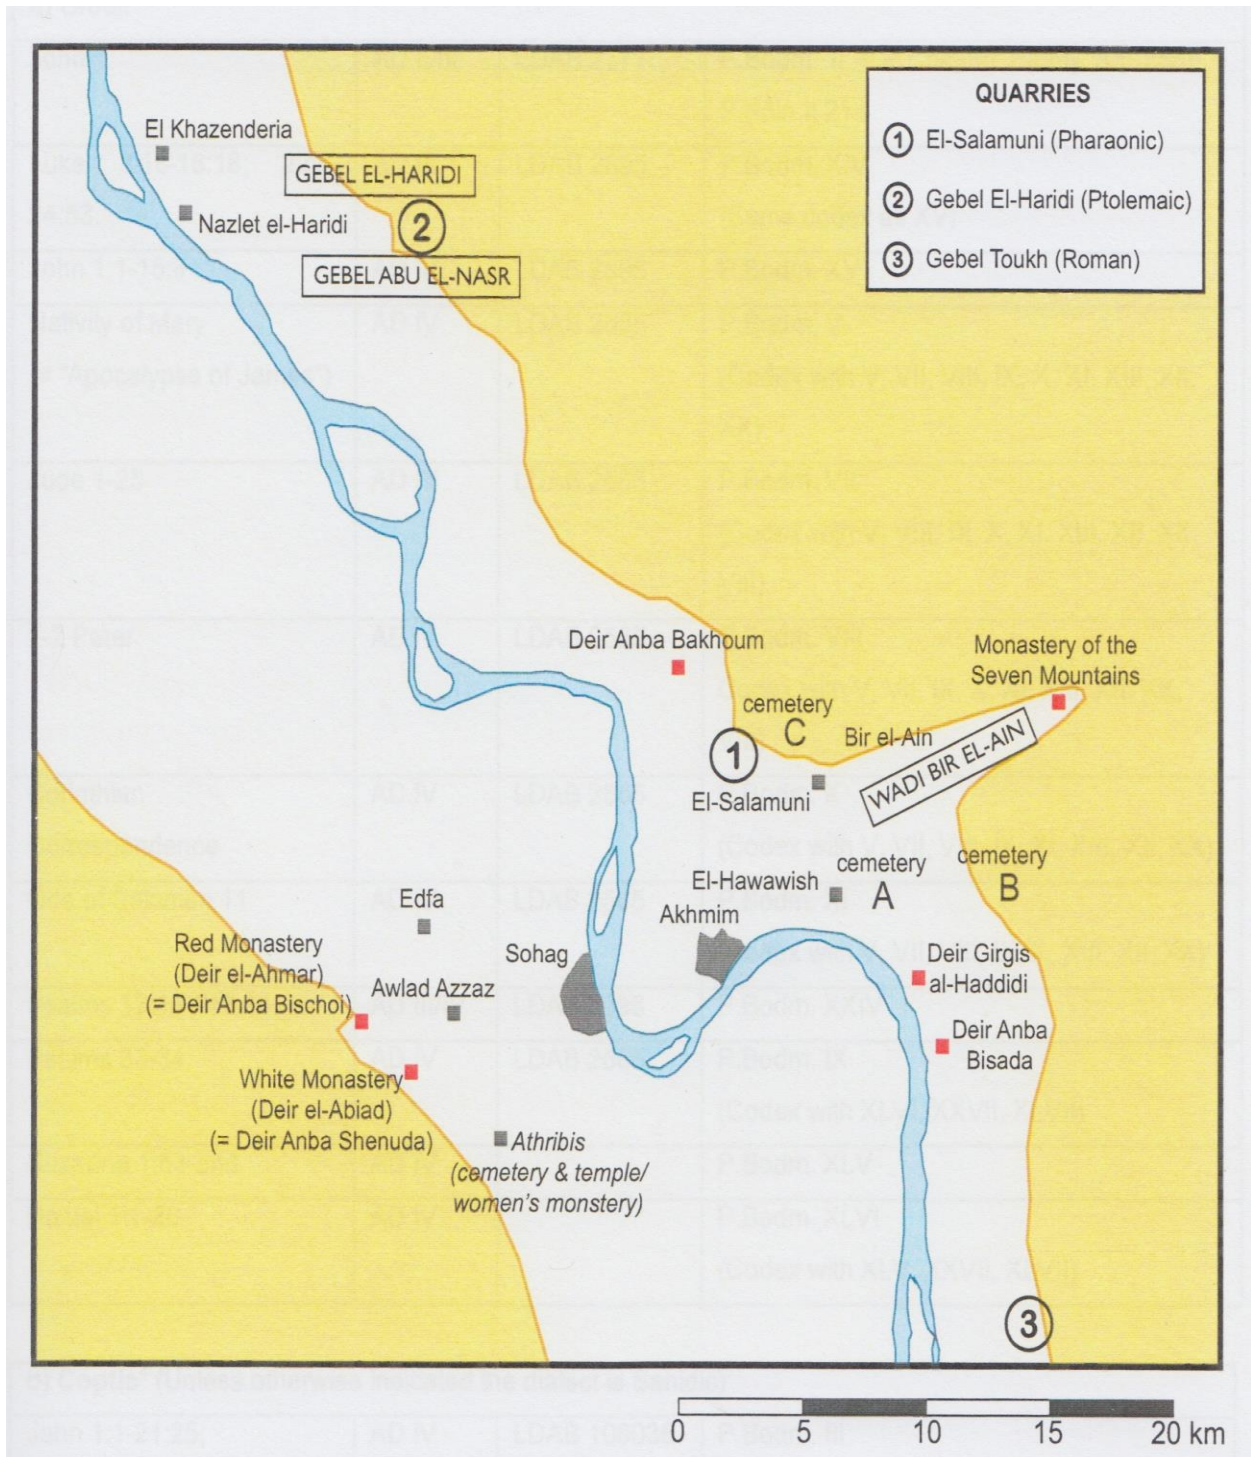 QUARRIES
1 El-Salamuni (Pharaonic)
2 Gebel El-Haridi (Ptolemaic)
3 Gebel Toukh (Roman)
El Khazenderia
GEBEL EL-HARIDI
Nazlet el-Haridi
2
GEBEL ABU EL-NASR
Deir Anba Bakhoum
Monastery of the
Seven Mountains
cemetery
C
Bir el-Ain
1
WADI BIR EL-AIN
El-Salamuni
cemetery
A
cemetery
B
El-Hawawish
Akhmim
Edfa
Sohag
Red Monastery
(Deir el-Ahmar)
(= Deir Anba Bischoi)
Awlad Azzaz
Deir Girgis
al-Haddidi
Deir Anba
Bisada
White Monastery
(Deir el-Abiad)
(= Deir Anba Shenuda)
Athribis
(cemetery & temple/
women's monstery)
3
0 5 10 15 20 km